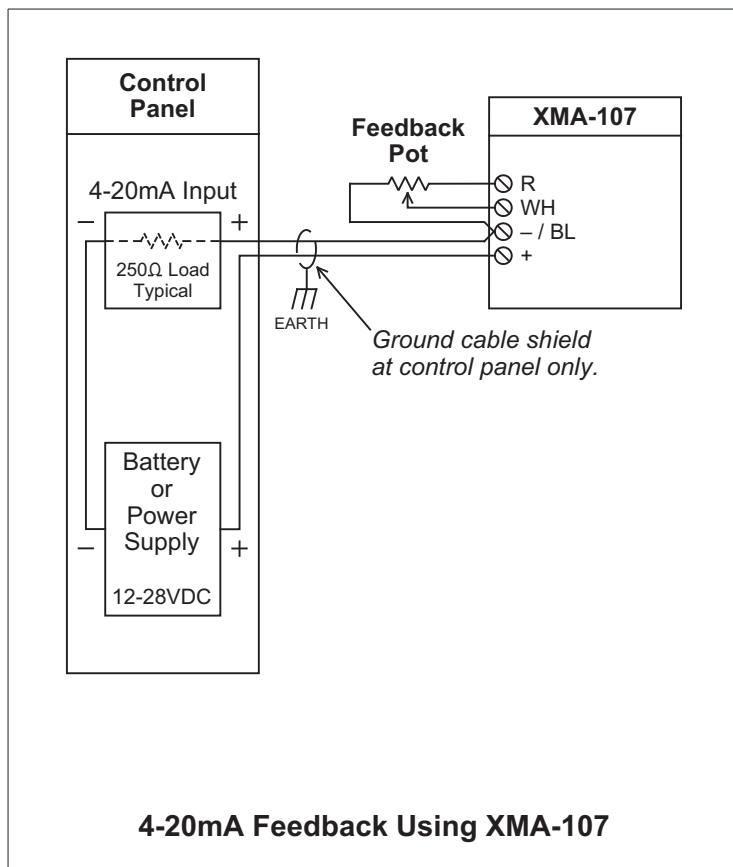 Control
Panel
XMA-107
Feedback
Pot
R
WH
– / BL
+
4-20mA Input
– +
250Ω Load
Typical
EARTH
Ground cable shield
at control panel only.
Battery
or
Power
Supply
– +
12-28VDC
4-20mA Feedback Using XMA-107